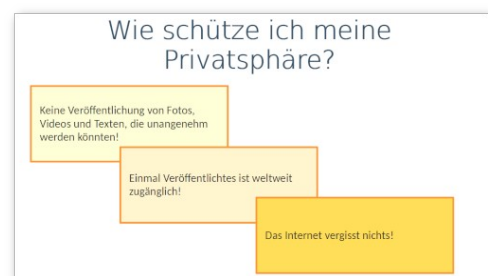 Wie schütze ich meine
Privatsphäre?
Keine Veröffentlichung von Fotos,
Videos und Texten, die unangenehm
werden könnten!
Einmal Veröffentlichtes ist weltweit
zugänglich!
Das Internet vergisst nichts!